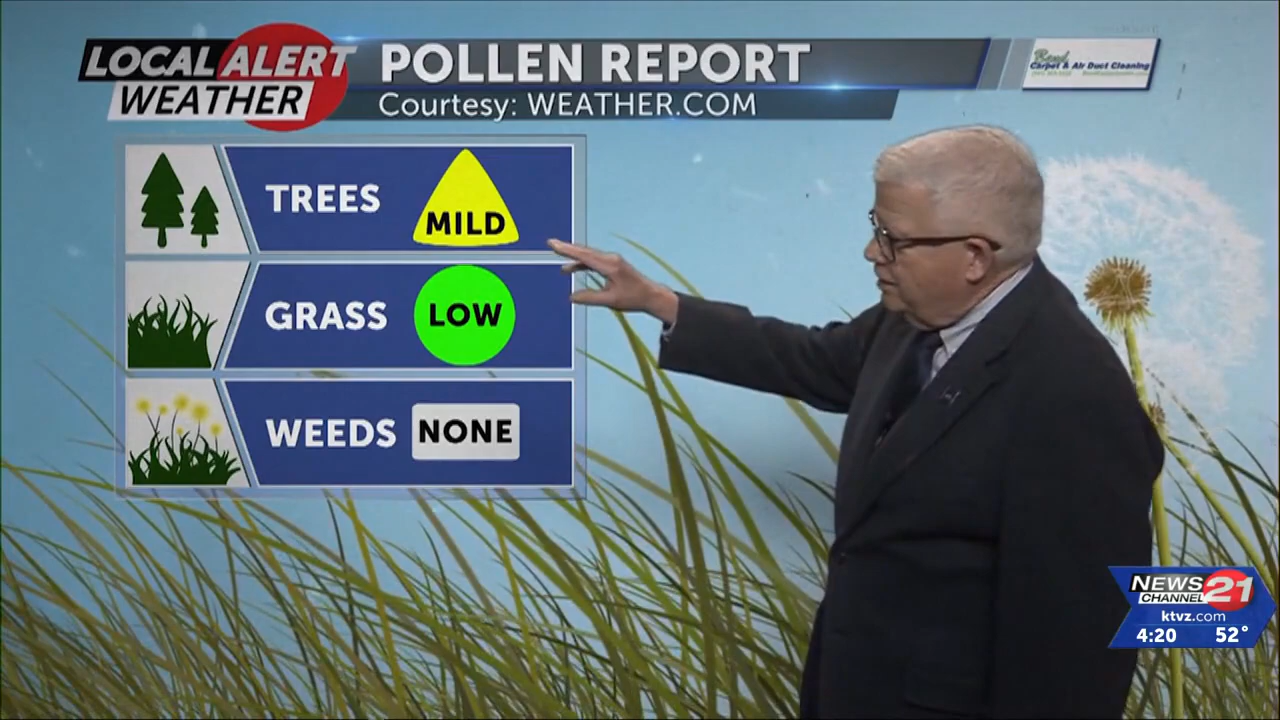 LOCAL ALERT
WEATHER
POLLEN REPORT
Courtesy: WEATHER.COM
Carpet & Air Duct Cleaning
TREES
MILD
GRASS
LOW
WEEDS
NONE
NEWS
CHANNEL
21
ktvz.com
4:20 52°